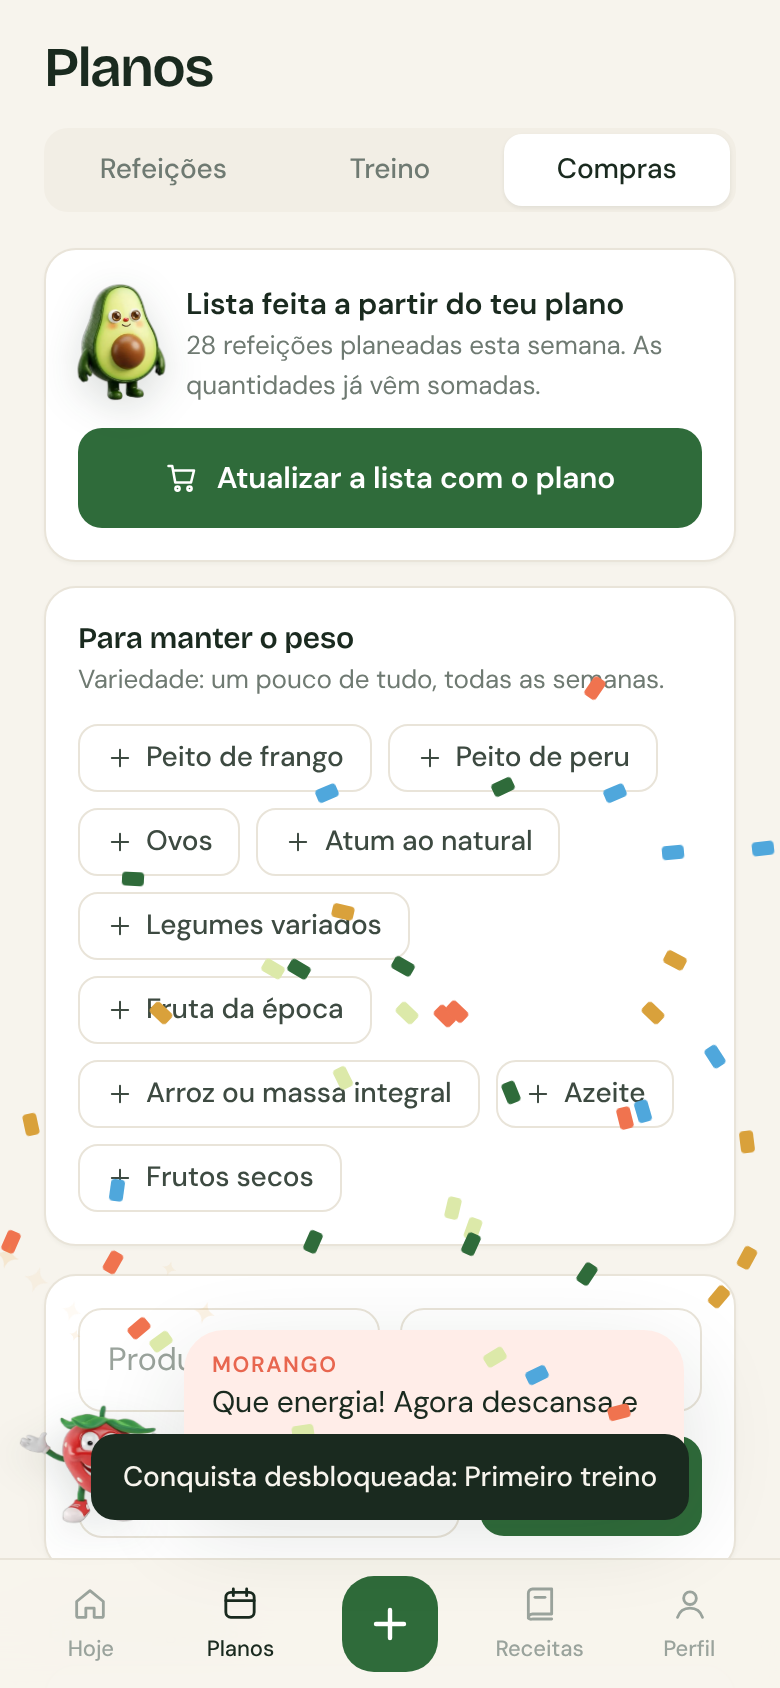 Planos
Refeições
Treino
Compras
Lista feita a partir do teu plano
28 refeições planeadas esta semana. As
quantidades já vêm somadas.
Atualizar a lista com o plano
Para manter o peso
Variedade: um pouco de tudo, todas as semanas.
+ Peito de frango
+ Peito de peru
+ Ovos
+ Atum ao natural
+ Legumes variados
+ Fruta da época
+ Arroz ou massa integral
+ Azeite
+ Frutos secos
MORANGO
Que energia! Agora descansa e
Conquista desbloqueada: Primeiro treino
Hoje
Planos
Receitas
Perfil